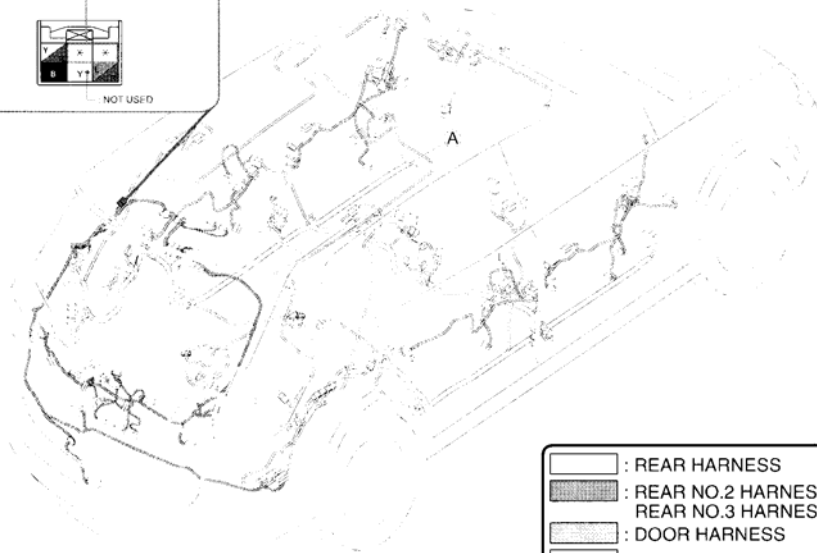 Y * *
B Y *
: NOT USED
A
: REAR HARNESS
: REAR NO.2 HARNES
REAR NO.3 HARNES
: DOOR HARNESS